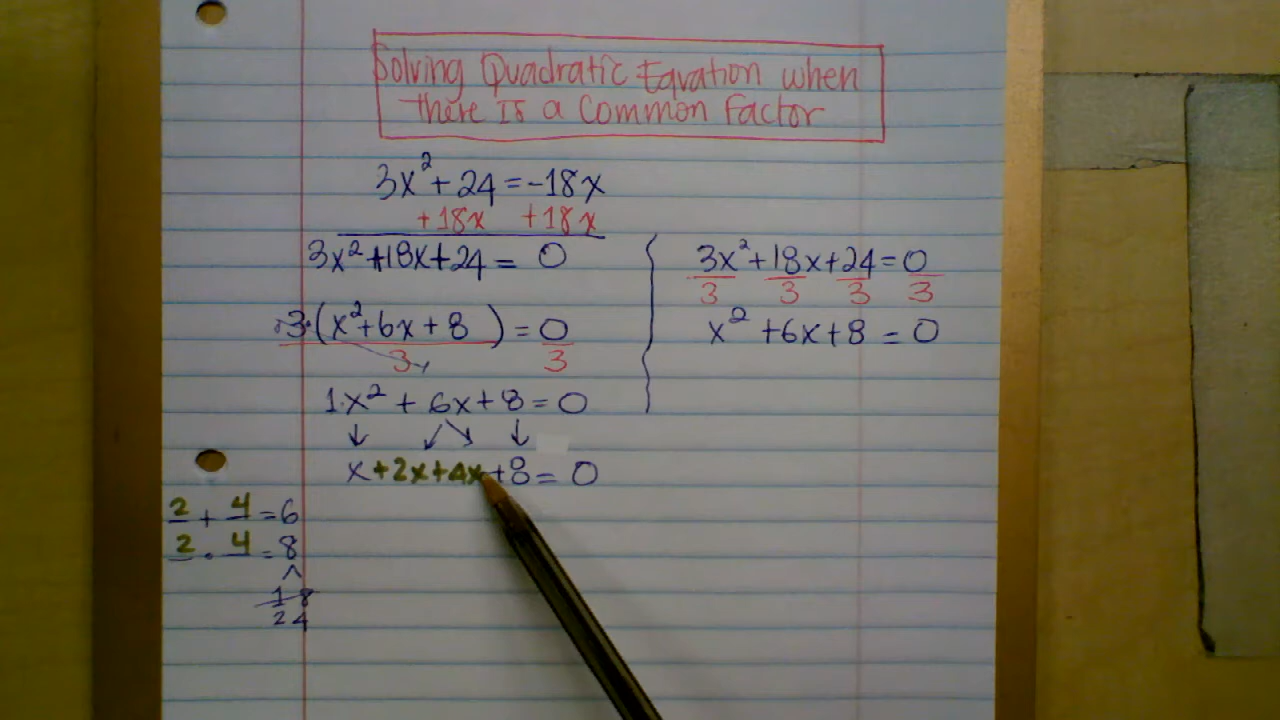 Solving Quadratic Equation when
there Is a Common Factor
3x² + 24 = -18x
+18x +18x
3x² + 18x + 24 = 0
3·(x² + 6x + 8) = 0
3 3
1·x² + 6x + 8 = 0
x + 2x + 4x + 8 = 0
2 + 4 = 6
2 · 4 = 8
1 8
2 4
3x² + 18x + 24 = 0
3 3 3 3
x² + 6x + 8 = 0